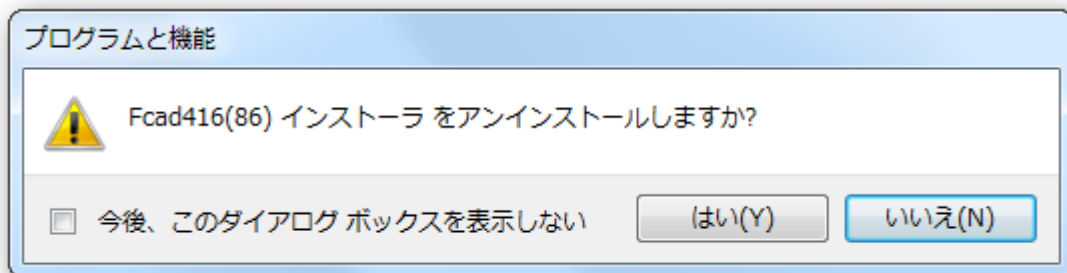 プログラムと機能
Fcad416(86) インストーラ をアンインストールしますか?
今後、このダイアログ ボックスを表示しない
はい(Y)
いいえ(N)